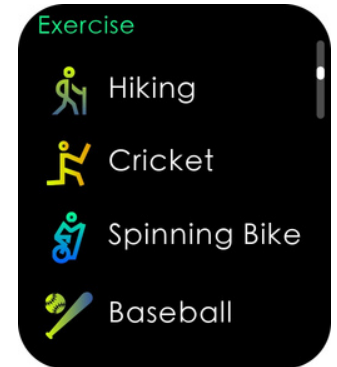 Exercise
Hiking
Cricket
Spinning Bike
Baseball